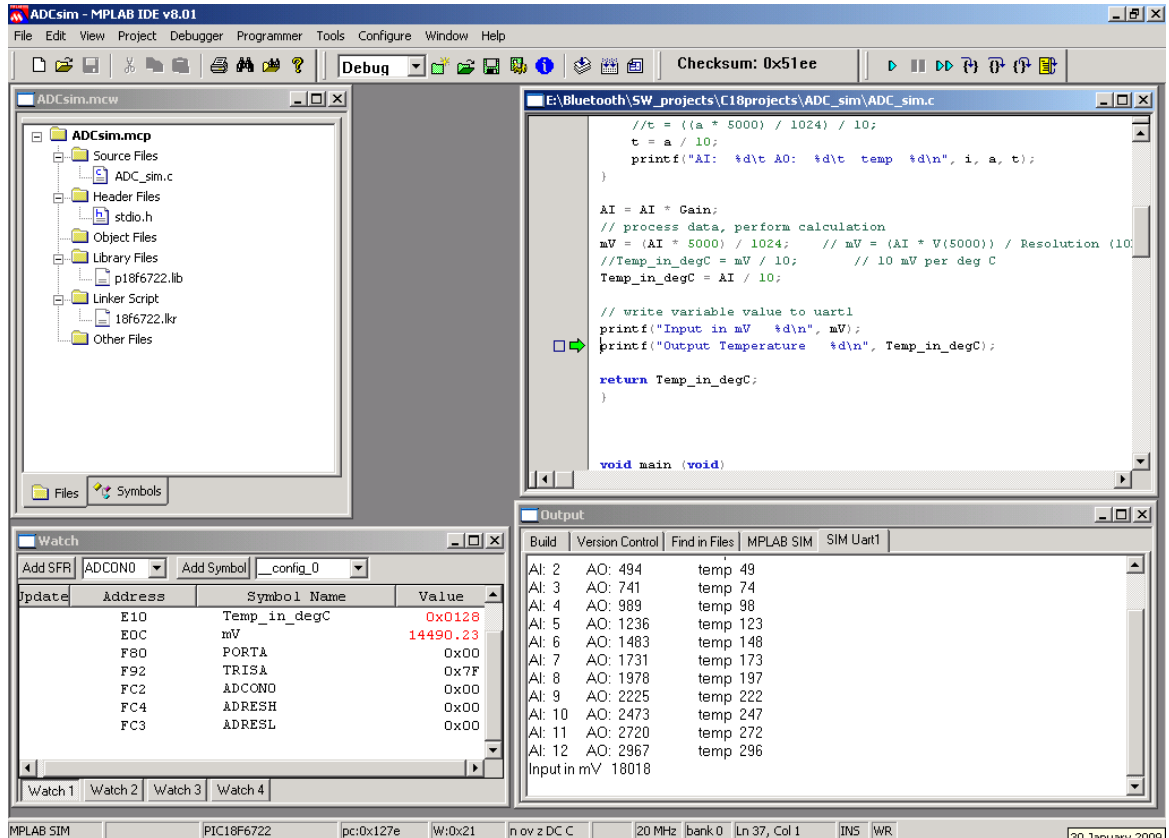 ADCsim - MPLAB IDE v8.01
File Edit View Project Debugger Programmer Tools Configure Window Help
Debug Checksum: 0x51ee
ADCsim.mcw
ADCsim.mcp
Source Files
ADC_sim.c
Header Files
stdio.h
Object Files
Library Files
p18f6722.lib
Linker Script
18f6722.lkr
Other Files
Files Symbols
E:\Bluetooth\SW_projects\C18projects\ADC_sim\ADC_sim.c
//t = ((a * 5000) / 1024) / 10;
t = a / 10;
printf("AI:  %d\t AO:  %d\t  temp  %d\n", i, a, t);
}
AI = AI * Gain;
// process data, perform calculation
mV = (AI * 5000) / 1024;    // mV = (AI * V(5000)) / Resolution (10
//Temp_in_degC = mV / 10;        // 10 mV per deg C
Temp_in_degC = AI / 10;
// write variable value to uart1
printf("Input in mV   %d\n", mV);
printf("Output Temperature   %d\n", Temp_in_degC);
return Temp_in_degC;
}
void main (void)
Watch
Add SFR ADCON0 Add Symbol __config_0
Update Address Symbol Name Value
E10 Temp_in_degC 0x0128
E0C mV 14490.23
F80 PORTA 0x00
F92 TRISA 0x7F
FC2 ADCON0 0x00
FC4 ADRESH 0x00
FC3 ADRESL 0x00
Watch 1 Watch 2 Watch 3 Watch 4
Output
Build Version Control Find in Files MPLAB SIM SIM Uart1
AI: 2 AO: 494 temp 49
AI: 3 AO: 741 temp 74
AI: 4 AO: 989 temp 98
AI: 5 AO: 1236 temp 123
AI: 6 AO: 1483 temp 148
AI: 7 AO: 1731 temp 173
AI: 8 AO: 1978 temp 197
AI: 9 AO: 2225 temp 222
AI: 10 AO: 2473 temp 247
AI: 11 AO: 2720 temp 272
AI: 12 AO: 2967 temp 296
Input in mV 18018
MPLAB SIM PIC18F6722 pc:0x127e W:0x21 n ov z DC C 20 MHz bank 0 Ln 37, Col 1 INS WR
30 January 2009